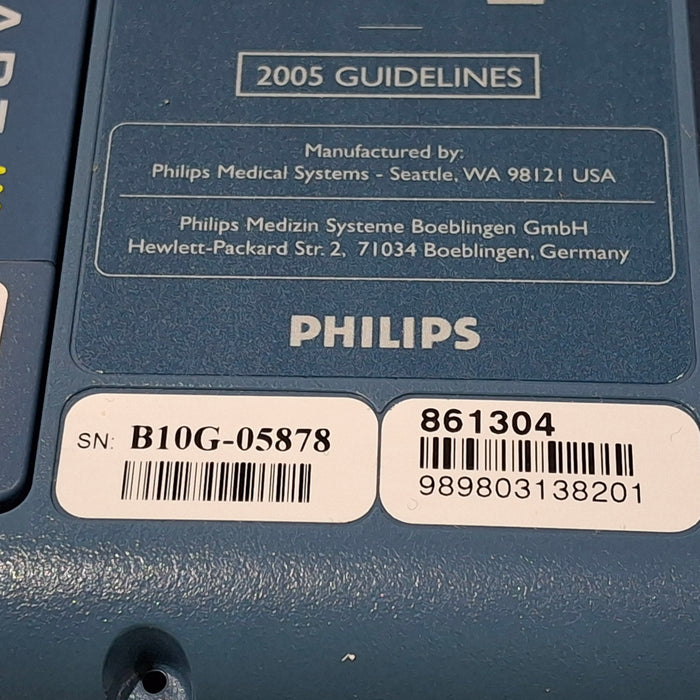 2005 GUIDELINES
Manufactured by:
Philips Medical Systems - Seattle, WA 98121 USA
Philips Medizin Systeme Boeblingen GmbH
Hewlett-Packard Str. 2, 71034 Boeblingen, Germany
PHILIPS
SN: B10G-05878
861304
989803138201